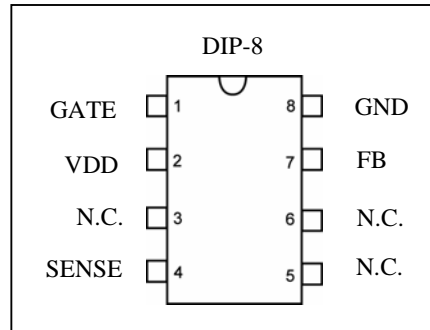 DIP-8
GATE 1 8 GND
VDD 2 7 FB
N.C. 3 6 N.C.
SENSE 4 5 N.C.